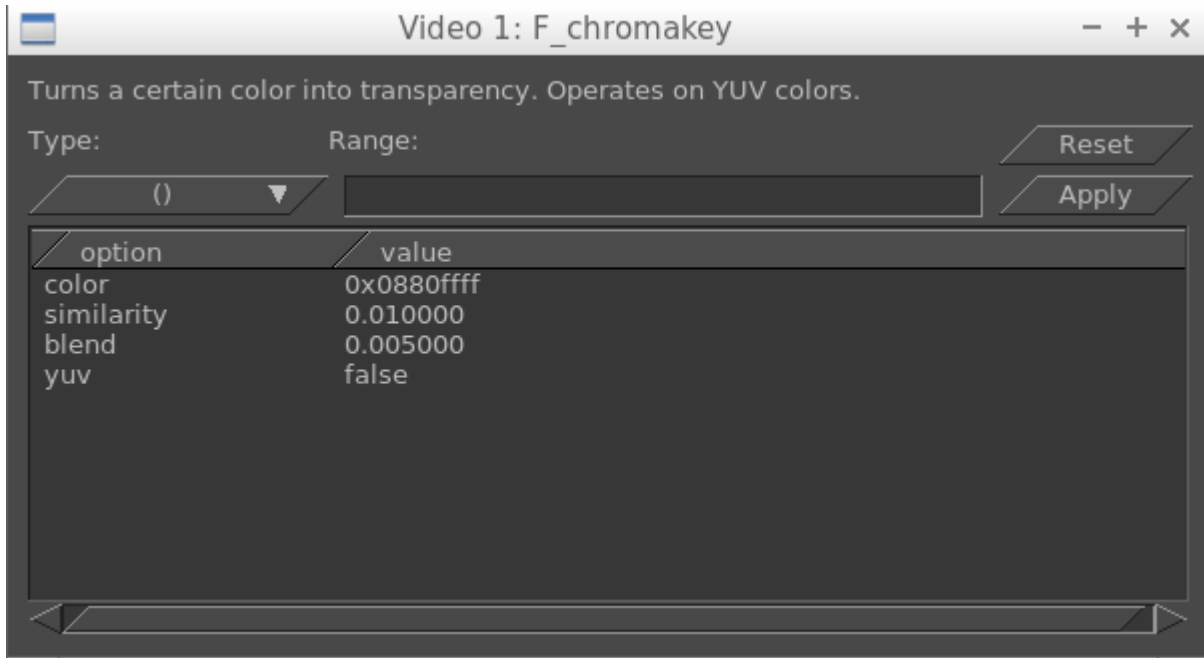 Video 1: F_chromakey
Turns a certain color into transparency. Operates on YUV colors.
Type: Range:
Reset
() Apply
option value
color 0x0880ffff
similarity 0.010000
blend 0.005000
yuv false